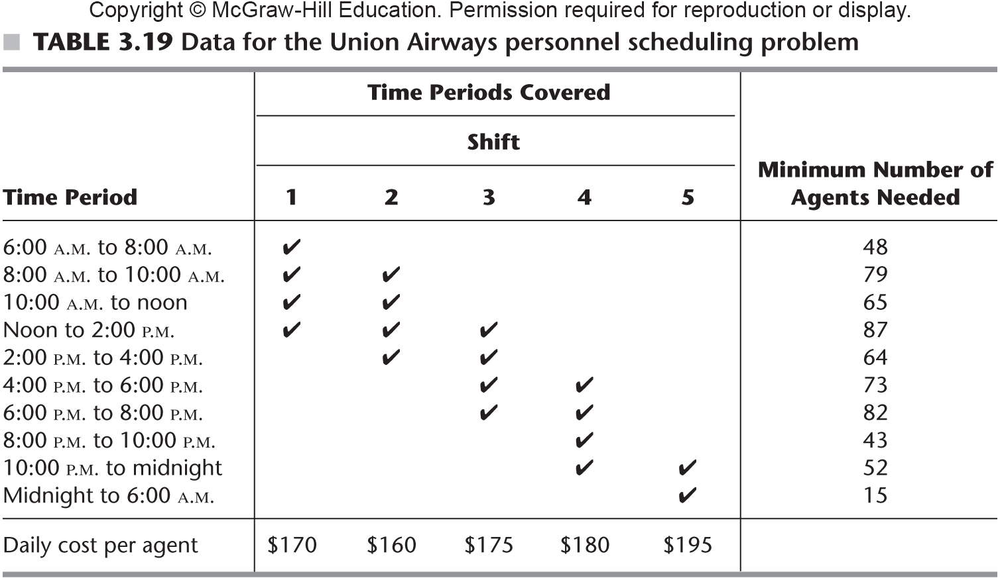 Copyright © McGraw-Hill Education. Permission required for reproduction or display.
TABLE 3.19 Data for the Union Airways personnel scheduling problem
Time Periods Covered
Shift
Time Period 1 2 3 4 5 Minimum Number of Agents Needed
6:00 A.M. to 8:00 A.M. ✔ 48
8:00 A.M. to 10:00 A.M. ✔ ✔ 79
10:00 A.M. to noon ✔ ✔ 65
Noon to 2:00 P.M. ✔ ✔ ✔ 87
2:00 P.M. to 4:00 P.M. ✔ ✔ 64
4:00 P.M. to 6:00 P.M. ✔ ✔ 73
6:00 P.M. to 8:00 P.M. ✔ ✔ 82
8:00 P.M. to 10:00 P.M. ✔ 43
10:00 P.M. to midnight ✔ ✔ 52
Midnight to 6:00 A.M. ✔ 15
Daily cost per agent $170 $160 $175 $180 $195